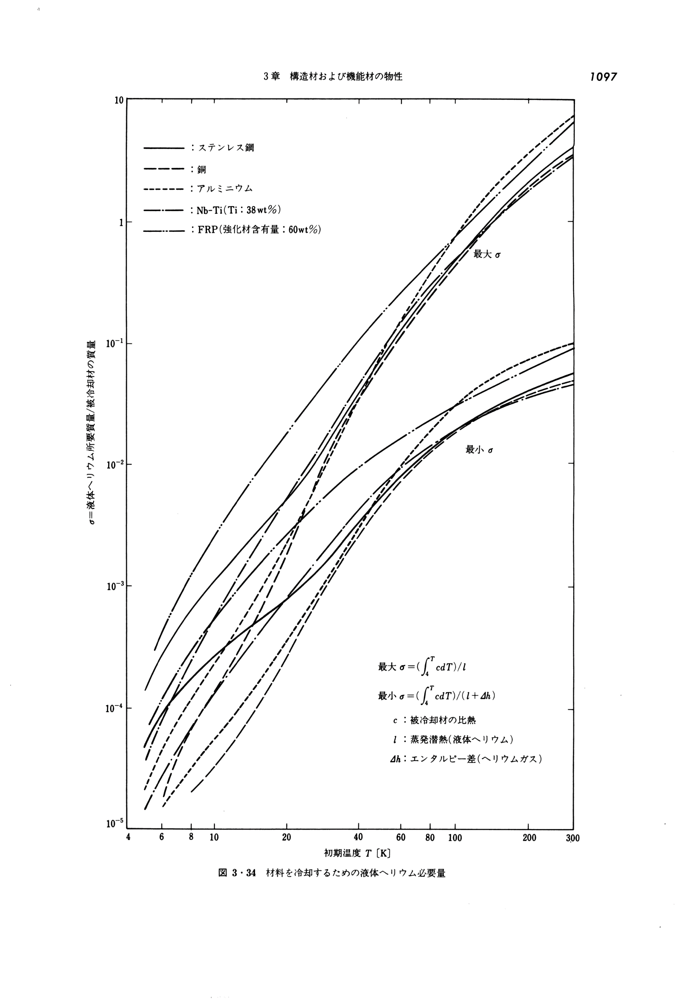 3章 構造材および機能材の物性
1097
10
1
10⁻¹
10⁻²
10⁻³
10⁻⁴
10⁻⁵
σ=液体ヘリウム所要質量/被冷却材の質量
:ステンレス鋼
:銅
:アルミニウム
:Nb-Ti(Ti:38wt%)
:FRP(強化材含有量:60wt%)
最大 σ
最小 σ
最大 σ=(∫₄ᵀ cdT)/l
最小 σ=(∫₄ᵀ cdT)/(l+Δh)
c :被冷却材の比熱
l :蒸発潜熱(液体ヘリウム)
Δh:エンタルピー差(ヘリウムガス)
4 6 8 10 20 40 60 80 100 200 300
初期温度 T [K]
図 3・34 材料を冷却するための液体ヘリウム必要量